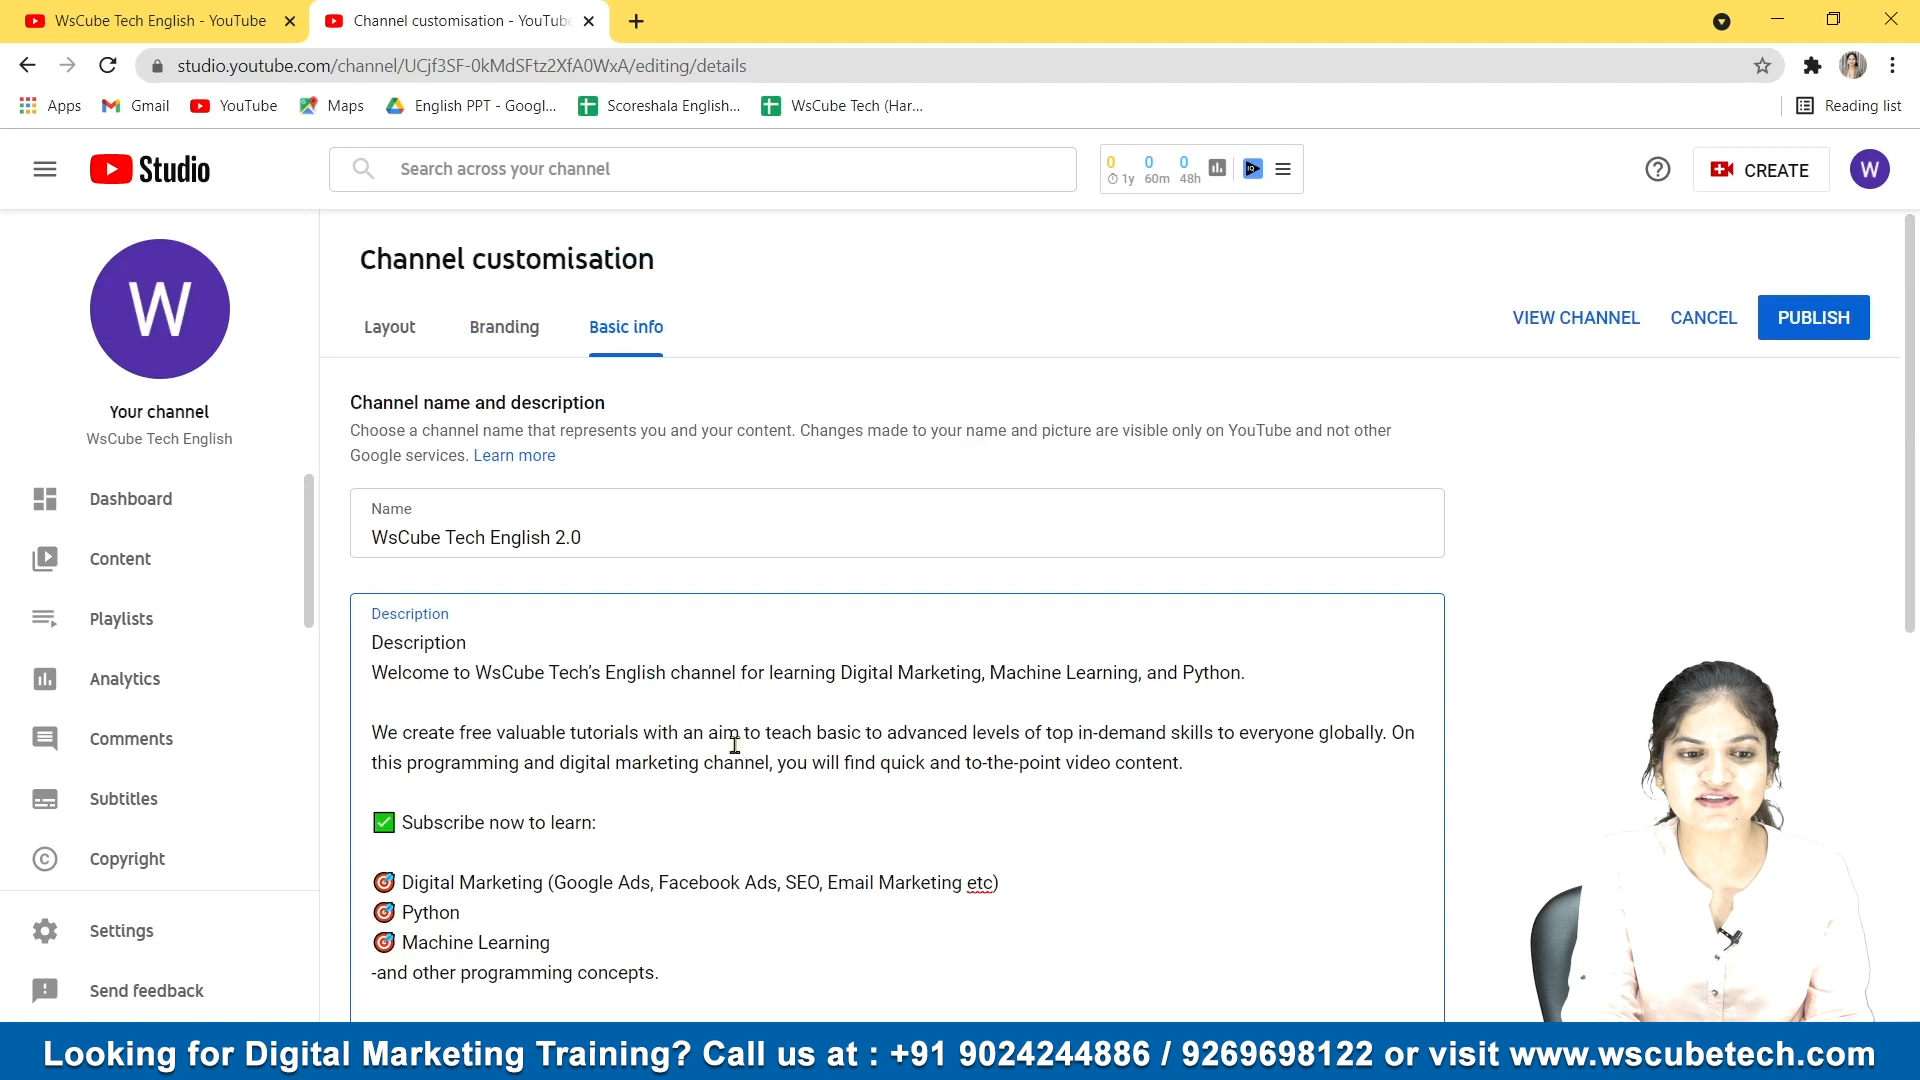 WsCube Tech English - YouTube
Channel customisation - YouTube
studio.youtube.com/channel/UCjf3SF-0kMdSFtz2XfA0WxA/editing/details
Apps
Gmail
YouTube
Maps
English PPT - Googl...
Scoreshala English...
WsCube Tech (Har...
Reading list
Studio
Search across your channel
0 0 0
1y 60m 48h
IQ
CREATE
W
W
Your channel
WsCube Tech English
Dashboard
Content
Playlists
Analytics
Comments
Subtitles
Copyright
Settings
Send feedback
Channel customisation
Layout
Branding
Basic info
VIEW CHANNEL
CANCEL
PUBLISH
Channel name and description
Choose a channel name that represents you and your content. Changes made to your name and picture are visible only on YouTube and not other
Google services. Learn more
Name
WsCube Tech English 2.0
Description
Description
Welcome to WsCube Tech's English channel for learning Digital Marketing, Machine Learning, and Python.
We create free valuable tutorials with an aim to teach basic to advanced levels of top in-demand skills to everyone globally. On
this programming and digital marketing channel, you will find quick and to-the-point video content.
✅ Subscribe now to learn:
🎯 Digital Marketing (Google Ads, Facebook Ads, SEO, Email Marketing etc)
🎯 Python
🎯 Machine Learning
-and other programming concepts.
Looking for Digital Marketing Training? Call us at : +91 9024244886 / 9269698122 or visit www.wscubetech.com